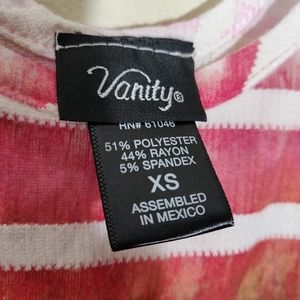 Vanity®
RN# 61046
51% POLYESTER
44% RAYON
5% SPANDEX
XS
ASSEMBLED
IN MEXICO